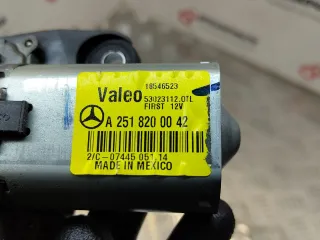 18546523
Valeo
53023112.OTL
FIRST 12V
A 251 820 00 42
2/C-07445 051.14
MADE IN MEXICO